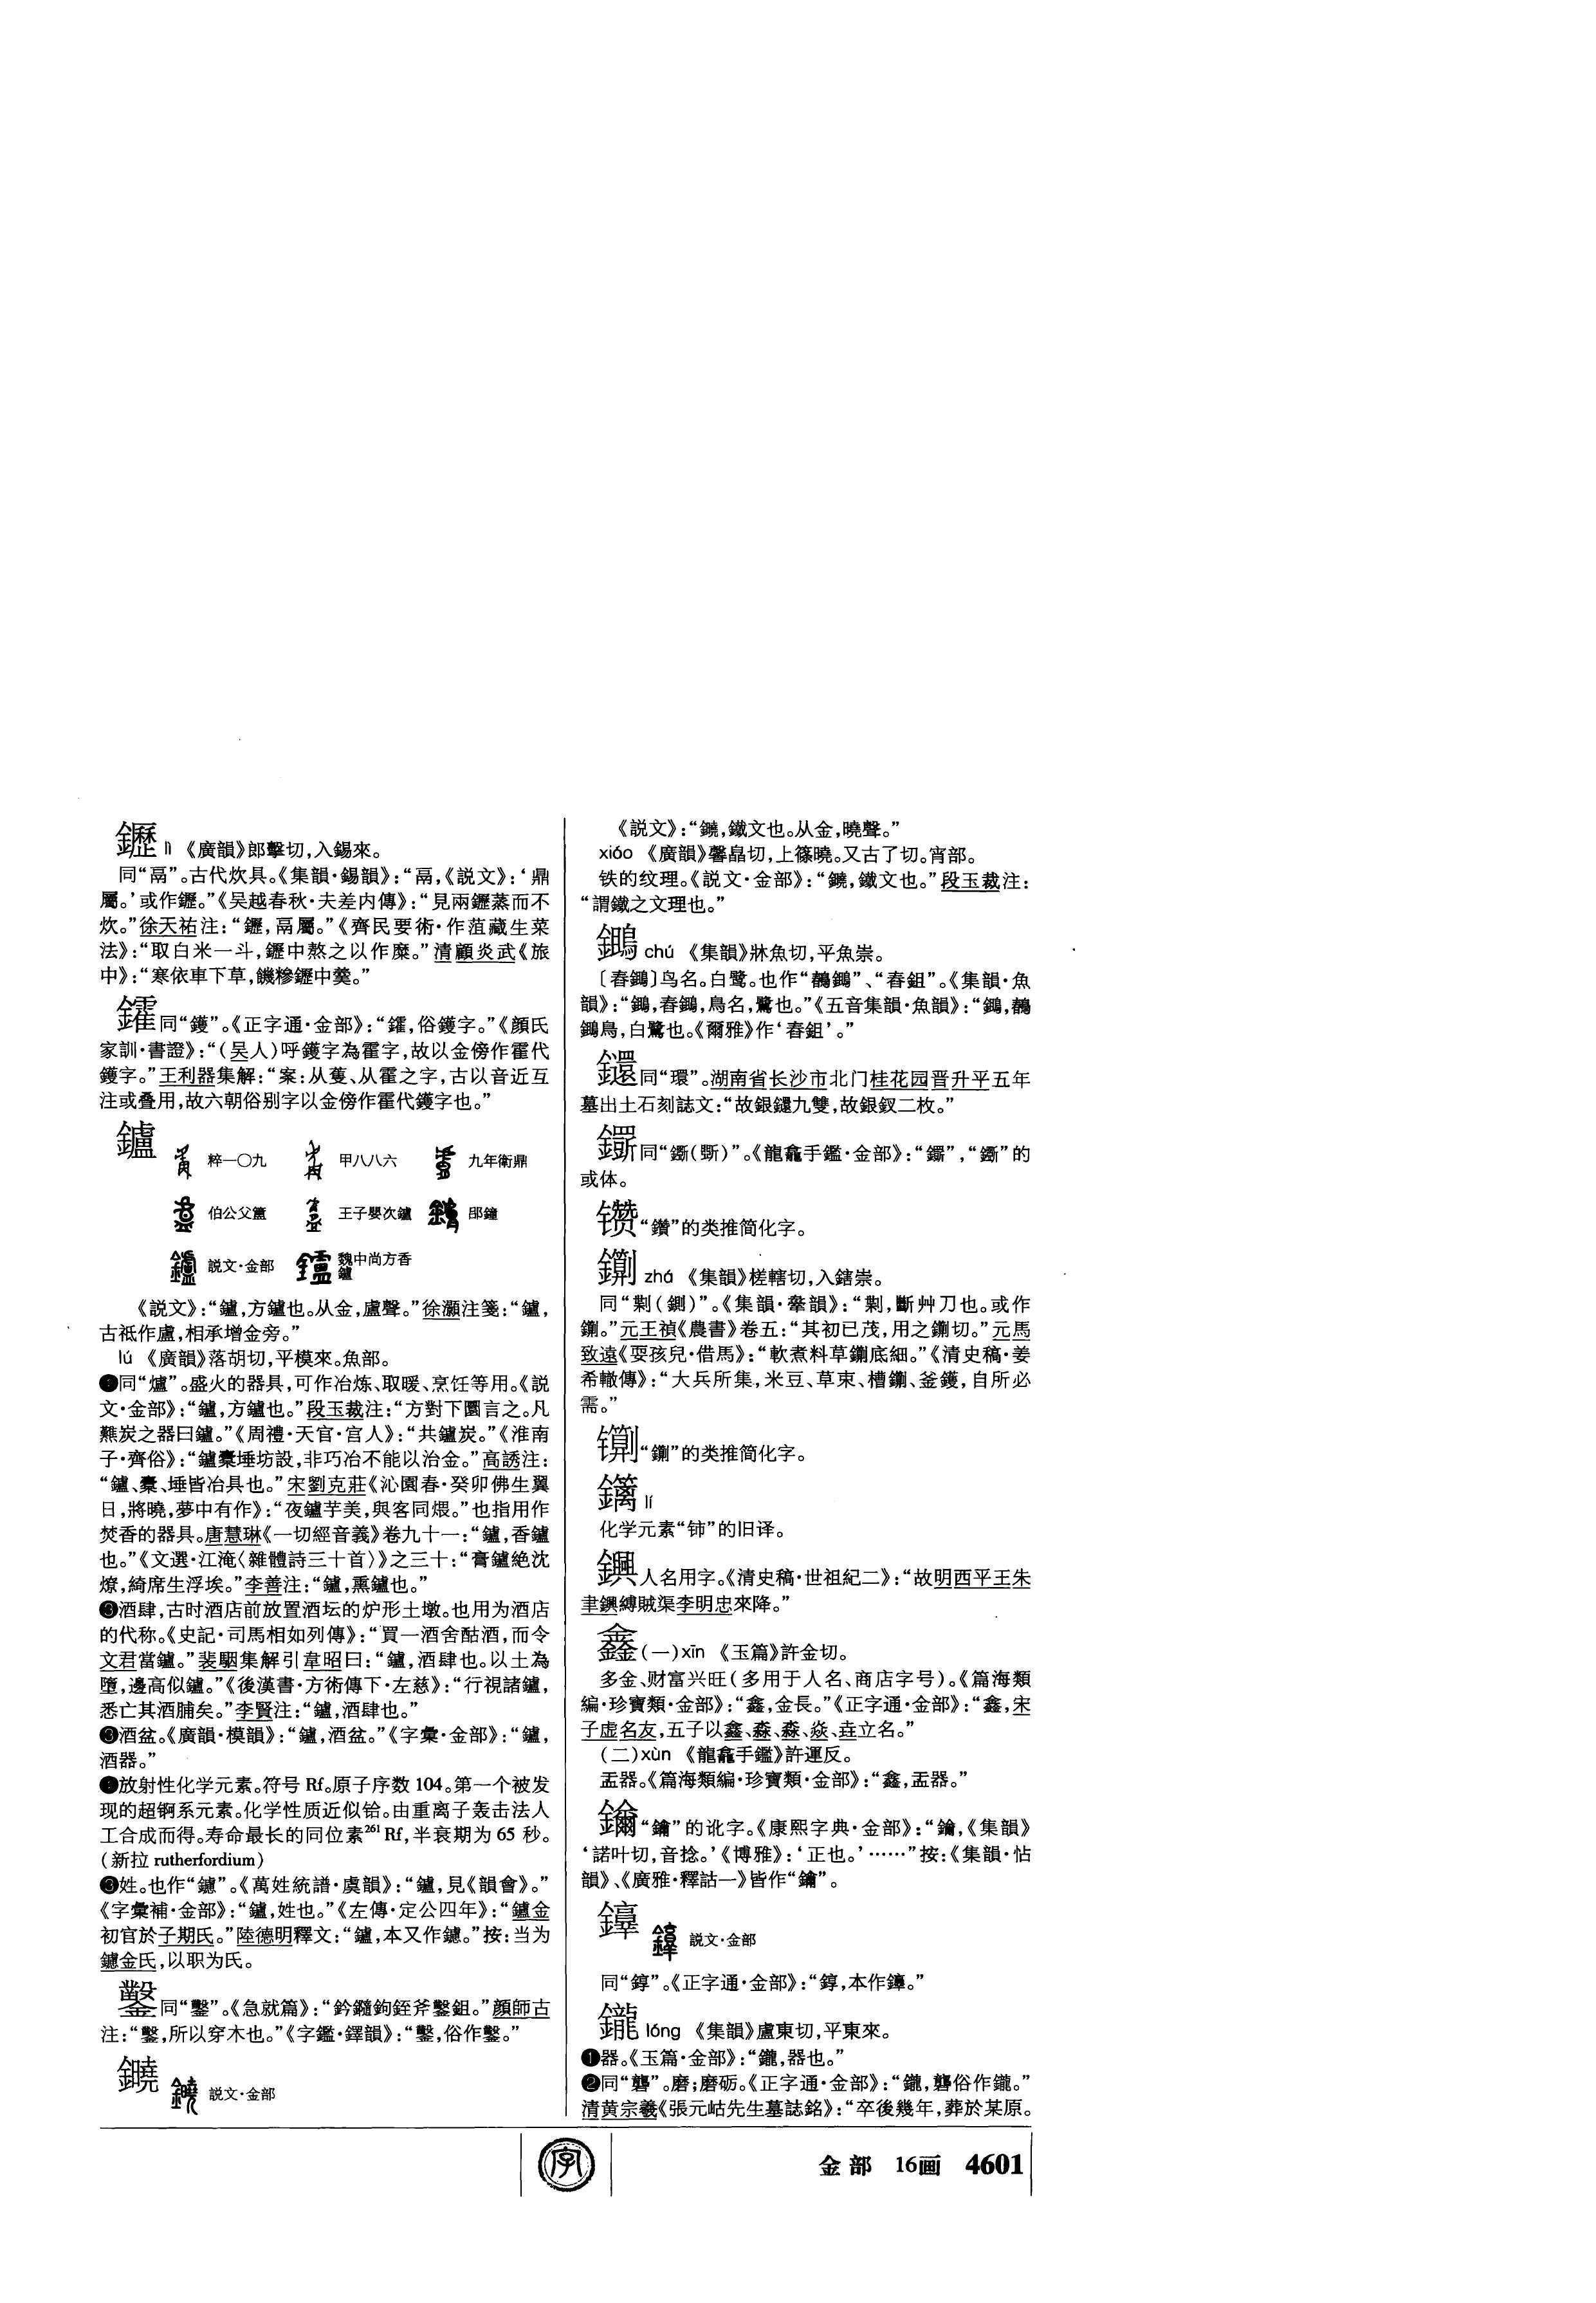 鑩 lì 《廣韻》郎擊切,入錫來。
同“鬲”。古代炊具。《集韻·錫韻》:“鬲,《説文》:‘鼎
屬。’或作鑩。”《吴越春秋·夫差内傳》:“見兩鑩蒸而不
炊。”徐天祐注:“鑩,鬲屬。”《齊民要術·作菹藏生菜
法》:“取白米一斗,鑩中熬之以作糜。”清顧炎武《旅
中》:“寒依車下草,饑糝鑩中羹。”
鑵同“鑊”。《正字通·金部》:“鑵,俗鑊字。”《顔氏
家訓·書證》:“(吴人)呼鑊字為霍字,故以金傍作霍代
鑊字。”王利器集解:“案:从蒦、从霍之字,古以音近互
注或叠用,故六朝俗别字以金傍作霍代鑊字也。”
鑪 粹一〇九 甲八八六 九年衛鼎
伯公父簠 王子嬰次鑪 郘鐘
説文·金部 魏中尚方香
鑪
《説文》:“鑪,方鑪也。从金,盧聲。”徐灝注箋:“鑪,
古衹作盧,相承增金旁。”
lú 《廣韻》落胡切,平模來。魚部。
❶同“爐”。盛火的器具,可作冶炼、取暖、烹饪等用。《説
文·金部》:“鑪,方鑪也。”段玉裁注:“方對下圜言之。凡
爇炭之器曰鑪。”《周禮·天官·宫人》:“共鑪炭。”《淮南
子·齊俗》:“鑪橐埵坊設,非巧冶不能以治金。”高誘注:
“鑪、橐、埵皆冶具也。”宋劉克莊《沁園春·癸卯佛生翼
日,將曉,夢中有作》:“夜鑪芋美,與客同煨。”也指用作
焚香的器具。唐慧琳《一切經音義》卷九十一:“鑪,香鑪
也。”《文選·江淹〈雜體詩三十首〉》之三十:“膏鑪絶沈
燎,綺席生浮埃。”李善注:“鑪,熏鑪也。”
❷酒肆,古时酒店前放置酒坛的炉形土墩。也用为酒店
的代称。《史記·司馬相如列傳》:“買一酒舍酤酒,而令
文君當鑪。”裴駰集解引韋昭曰:“鑪,酒肆也。以土為
墮,邊高似鑪。”《後漢書·方術傳下·左慈》:“行視諸鑪,
悉亡其酒脯矣。”李賢注:“鑪,酒肆也。”
❸酒盆。《廣韻·模韻》:“鑪,酒盆。”《字彙·金部》:“鑪,
酒器。”
❹放射性化学元素。符号 Rf。原子序数 104。第一个被发
现的超锕系元素。化学性质近似铪。由重离子轰击法人
工合成而得。寿命最长的同位素²⁶¹Rf,半衰期为 65 秒。
(新拉 rutherfordium)
❺姓。也作“鏞”。《萬姓統譜·虞韻》:“鑪,見《韻會》。”
《字彙補·金部》:“鑪,姓也。”《左傳·定公四年》:“鑪金
初官於子期氏。”陸德明釋文:“鑪,本又作鑢。”按:当为
鑢金氏,以职为氏。
同“鑿”。《急就篇》:“鈐鏅鉤銍斧鑿鉏。”顔師古
注:“鑿,所以穿木也。”《字鑑·鐸韻》:“鑿,俗作鑿。”
説文·金部
《説文》:“鐃,鐵文也。从金,曉聲。”
xiǎo 《廣韻》馨皛切,上篠曉。又古了切。宵部。
铁的纹理。《説文·金部》:“,鐵文也。”段玉裁注:
“謂鐵之文理也。”
chú 《集韻》牀魚切,平魚崇。
〔舂〕鸟名。白鹭。也作“鶞”、“舂鉏”。《集韻·魚
韻》:“,舂,鳥名,鷺也。”《五音集韻·魚韻》:“,
鳥,白鷺也。《爾雅》作‘舂鉏’。”
鐶同“環”。湖南省长沙市北门桂花园晋升平五年
墓出土石刻誌文:“故銀鐶九雙,故銀釵二枚。”
同“(斲)”。《龍龕手鑑·金部》:“”,“”的
或体。
“鑽”的类推简化字。
鍘 zhá 《集韻》槎轄切,入鎋崇。
同“剿(鍘)”。《集韻·舝韻》:“,斷艸刀也。或作
。”元王禎《農書》卷五:“其初已茂,用之切。”元馬
致遠《耍孩兒·借馬》:“軟煮料草底細。”《清史稿·姜
希轍傳》:“大兵所集,米豆、草束、槽、釜鑊,自所必
需。”
“”的类推简化字。
lí
化学元素“铈”的旧译。
人名用字。《清史稿·世祖紀二》:“故明西平王朱
聿縛賊渠李明忠來降。”
鑫(一)xīn 《玉篇》許金切。
多金、财富兴旺(多用于人名、商店字号)。《篇海類
編·珍寶類·金部》:“鑫,金長。”《正字通·金部》:“鑫,宋
子虚名友,五子以鑫、森、淼、焱、垚立名。”
(二)xùn 《龍龕手鑑》許運反。
盂器。《篇海類編·珍寶類·金部》:“鑫,盂器。”
“”的讹字。《康熙字典·金部》:“,《集韻》
‘諾叶切,音捻。’《博雅》:‘正也。’……”按:《集韻·怗
韻》、《廣雅·釋詁一》皆作“”。
説文·金部
同“錞”。《正字通·金部》:“錞,本作。”
鑨 lóng 《集韻》盧東切,平東來。
❶器。《玉篇·金部》:“鑨,器也。”
❷同“礱”。磨;磨砺。《正字通·金部》:“鑨,礱俗作鑨。”
清黄宗羲《張元岵先生墓誌銘》:“卒後幾年,葬於某原。
字
金部 16画 4601